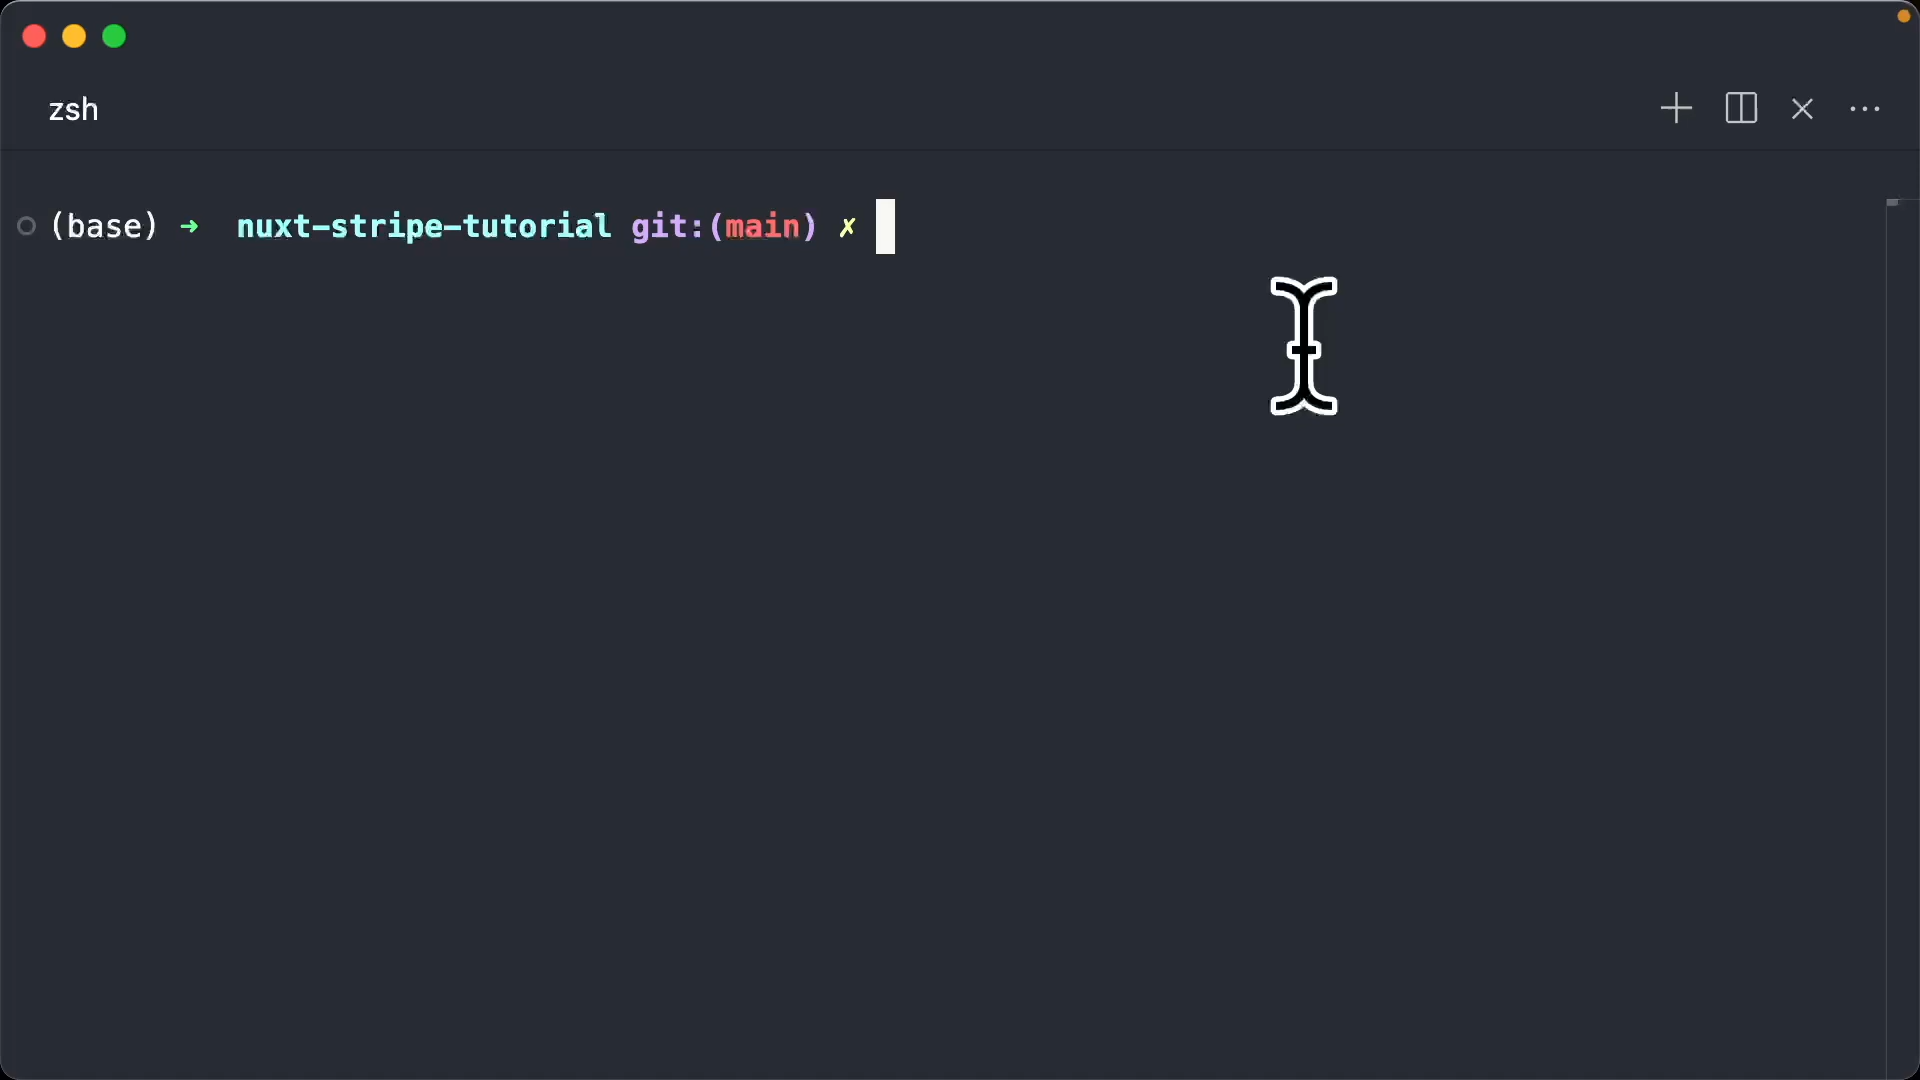 zsh
(base) ➜ nuxt-stripe-tutorial git:(main) ✗